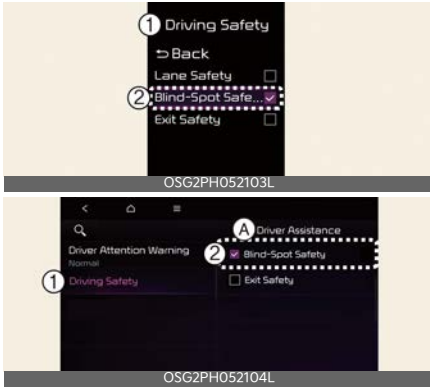 ① Driving Safety
⮌ Back
Lane Safety
② Blind-Spot Safe...
Exit Safety
OSG2PH052103L
Ⓐ Driver Assistance
Driver Attention Warning
Normal
② Blind-Spot Safety
① Driving Safety
Exit Safety
OSG2PH052104L